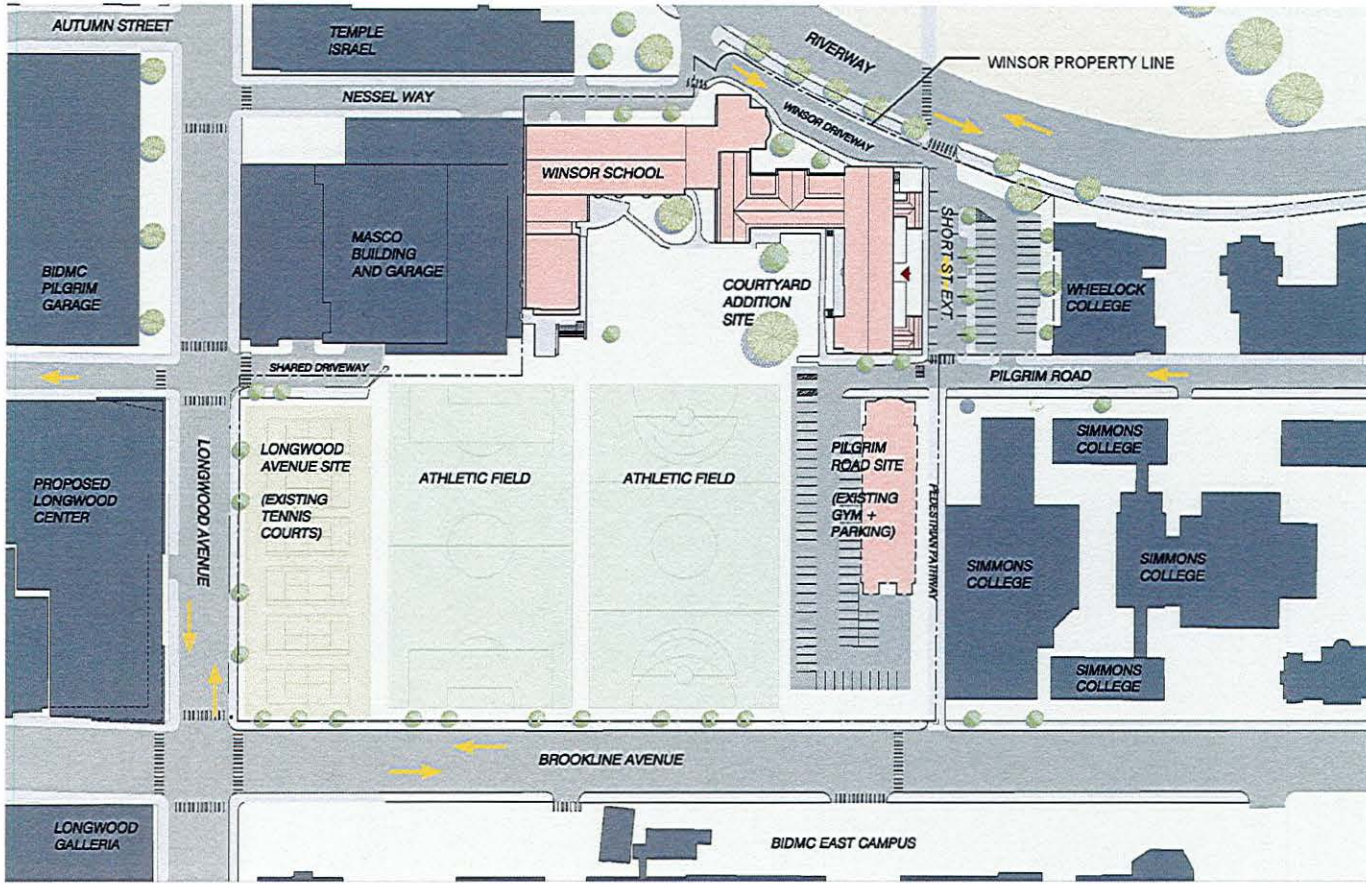 AUTUMN STREET
TEMPLE
ISRAEL
RIVERWAY
WINSOR PROPERTY LINE
NESSEL WAY
WINSOR DRIVEWAY
WINSOR SCHOOL
MASCO
BUILDING
AND GARAGE
BIDMC
PILGRIM
GARAGE
SHORT ST. EXT.
COURTYARD
ADDITION
SITE
WHEELOCK
COLLEGE
SHARED DRIVEWAY
PILGRIM ROAD
LONGWOOD AVENUE
LONGWOOD
AVENUE SITE
(EXISTING
TENNIS
COURTS)
ATHLETIC FIELD
ATHLETIC FIELD
PILGRIM
ROAD SITE
(EXISTING
GYM +
PARKING)
PEDESTRIAN PATHWAY
SIMMONS
COLLEGE
PROPOSED
LONGWOOD
CENTER
SIMMONS
COLLEGE
SIMMONS
COLLEGE
SIMMONS
COLLEGE
BROOKLINE AVENUE
LONGWOOD
GALLERIA
BIDMC EAST CAMPUS